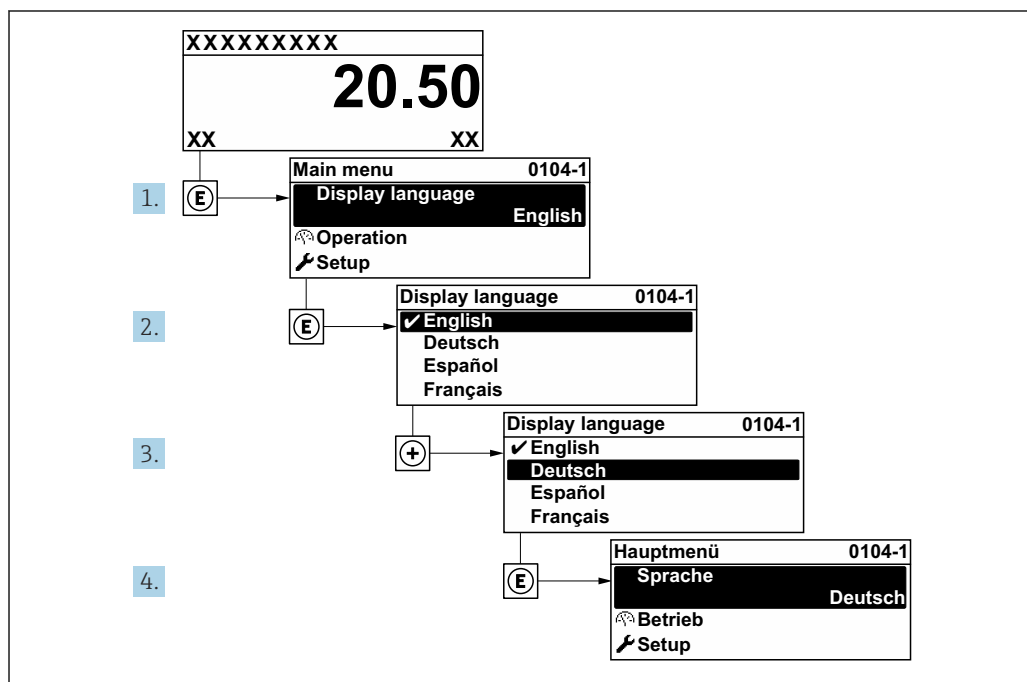 XXXXXXXXX
20.50
XX XX
1.
E
Main menu 0104-1
Display language
English
Operation
Setup
2.
E
Display language 0104-1
✔English
Deutsch
Español
Français
3.
+
Display language 0104-1
✔English
Deutsch
Español
Français
4.
E
Hauptmenü 0104-1
Sprache
Deutsch
Betrieb
Setup